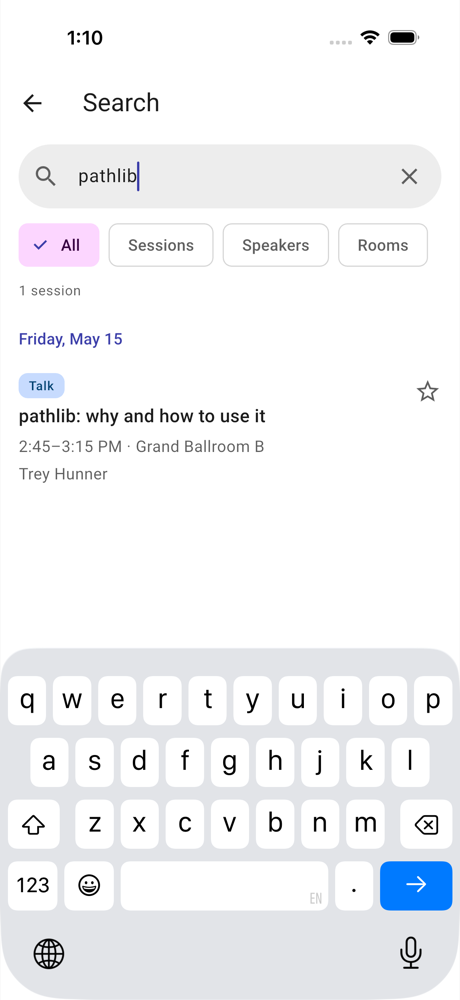 1:10
Search
pathlib
All
Sessions
Speakers
Rooms
1 session
Friday, May 15
Talk
pathlib: why and how to use it
2:45–3:15 PM · Grand Ballroom B
Trey Hunner
q w e r t y u i o p
a s d f g h j k l
z x c v b n m
123 EN .